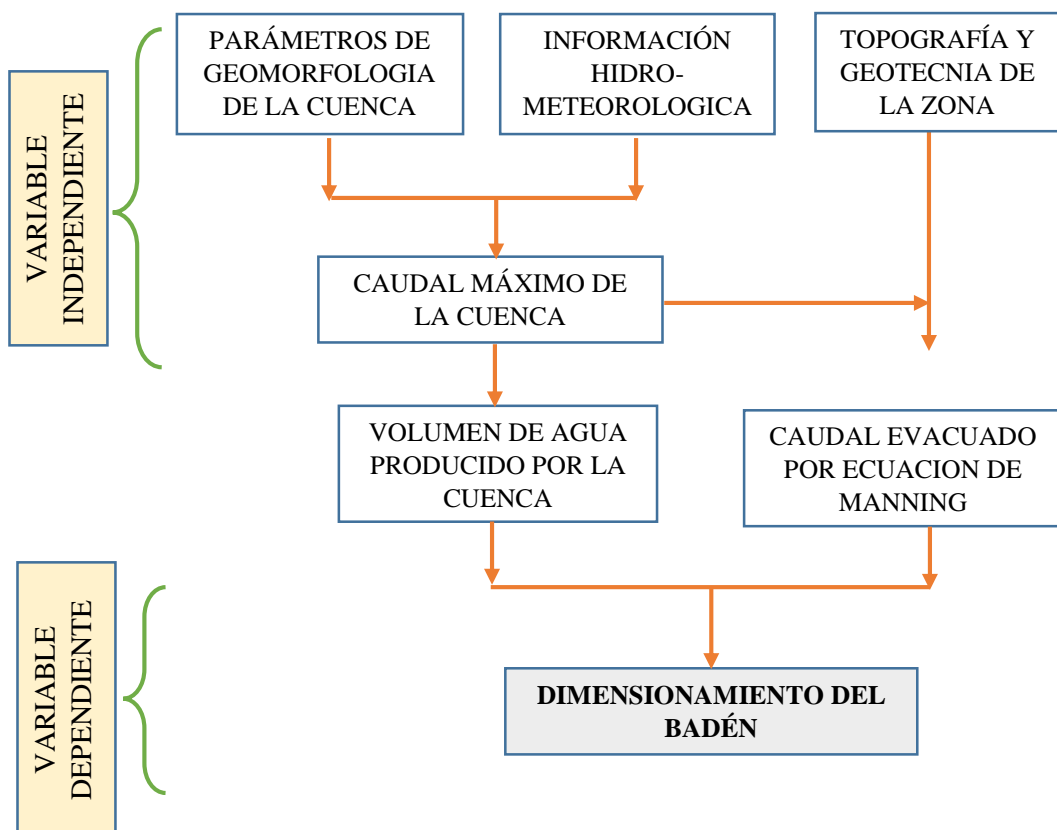 PARÁMETROS DE
GEOMORFOLOGIA
DE LA CUENCA
INFORMACIÓN
HIDRO-
METEOROLOGICA
TOPOGRAFÍA Y
GEOTECNIA DE
LA ZONA
VARIABLE
INDEPENDIENTE
CAUDAL MÁXIMO DE
LA CUENCA
VOLUMEN DE AGUA
PRODUCIDO POR LA
CUENCA
CAUDAL EVACUADO
POR ECUACION DE
MANNING
VARIABLE
DEPENDIENTE
DIMENSIONAMIENTO DEL
BADÉN